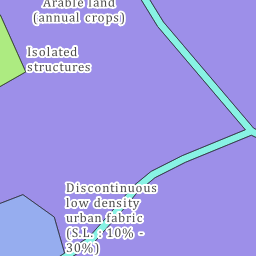 Arable land
(annual crops)
Isolated
structures
Discontinuous
low density
urban fabric
(S.L. : 10% -
30%)